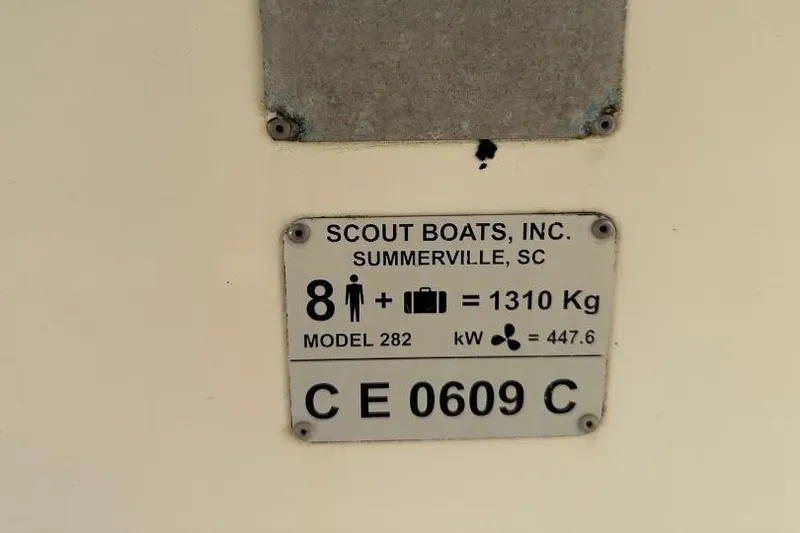 SCOUT BOATS, INC.
SUMMERVILLE, SC
8 + = 1310 Kg
MODEL 282 kW = 447.6
C E 0609 C